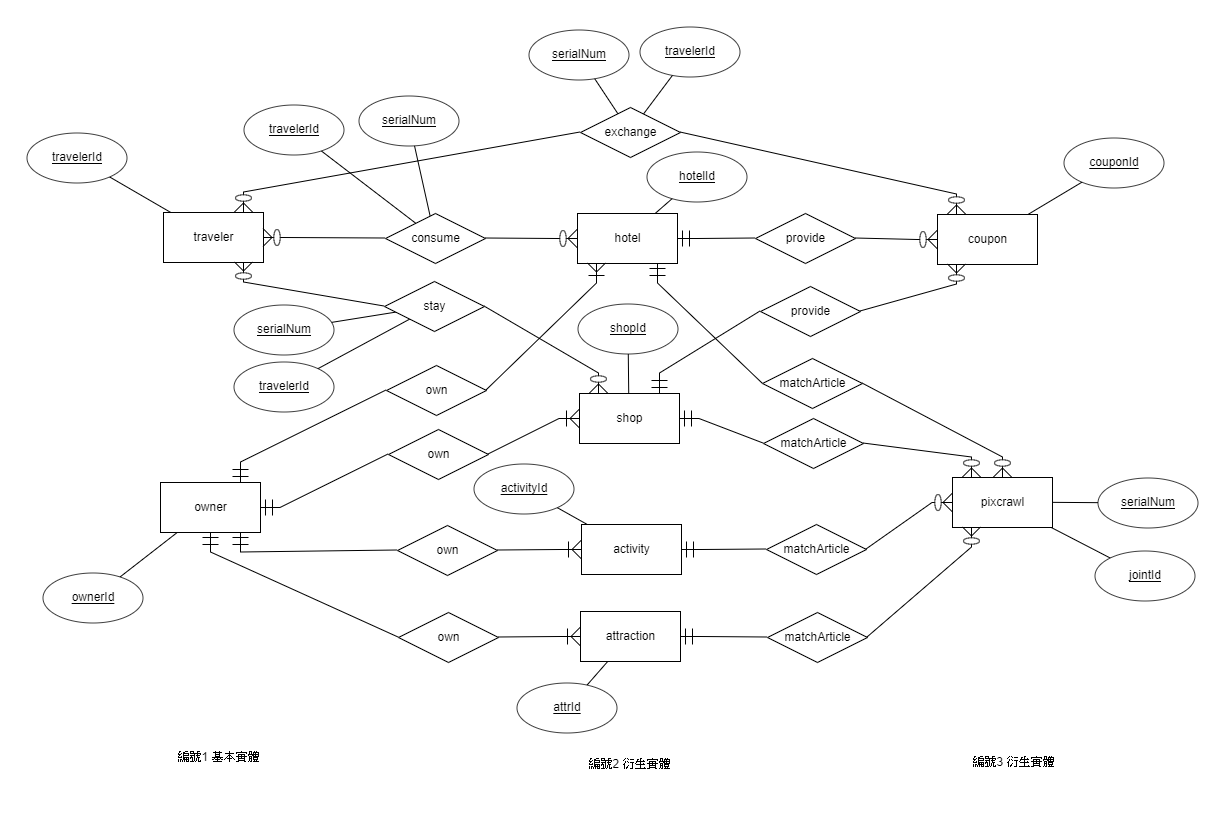 serialNum
travelerId
travelerId
serialNum
exchange
travelerId
couponId
hotelId
traveler
consume
hotel
provide
coupon
stay
provide
serialNum
shopId
travelerId
own
matchArticle
shop
own
matchArticle
activityId
owner
pixcrawl
serialNum
own
activity
matchArticle
jointId
ownerId
own
attraction
matchArticle
attrId
編號1 基本實體
編號2 衍生實體
編號3 衍生實體